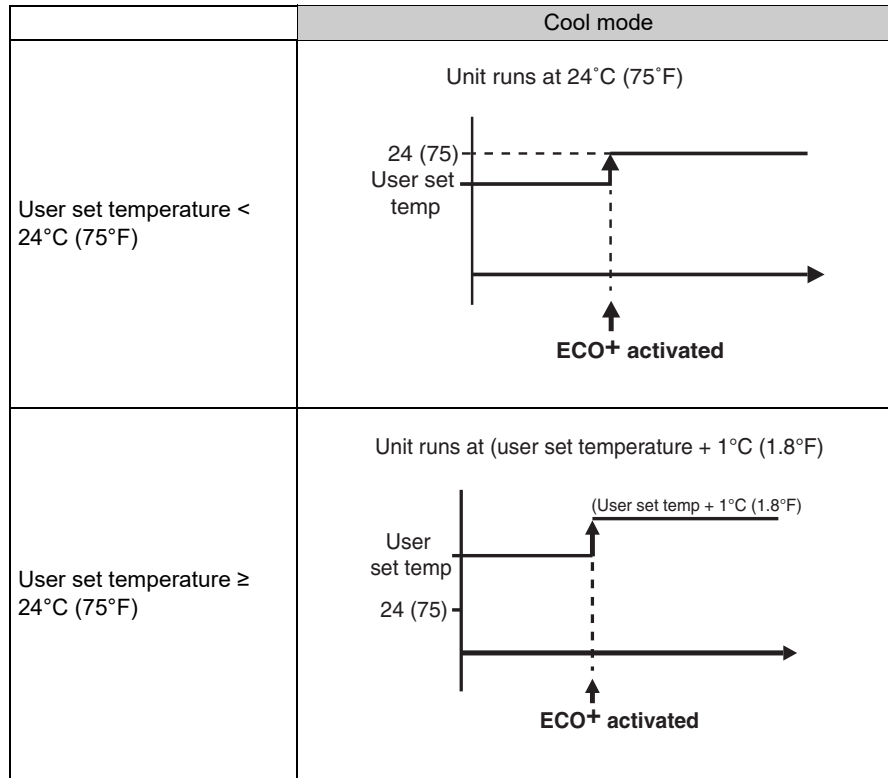 Cool mode
User set temperature <
24°C (75°F)
Unit runs at 24˚C (75˚F)
24 (75)
User set
temp
ECO+ activated
User set temperature ≥
24°C (75°F)
Unit runs at (user set temperature + 1°C (1.8°F)
(User set temp + 1°C (1.8°F)
User
set temp
24 (75)
ECO+ activated